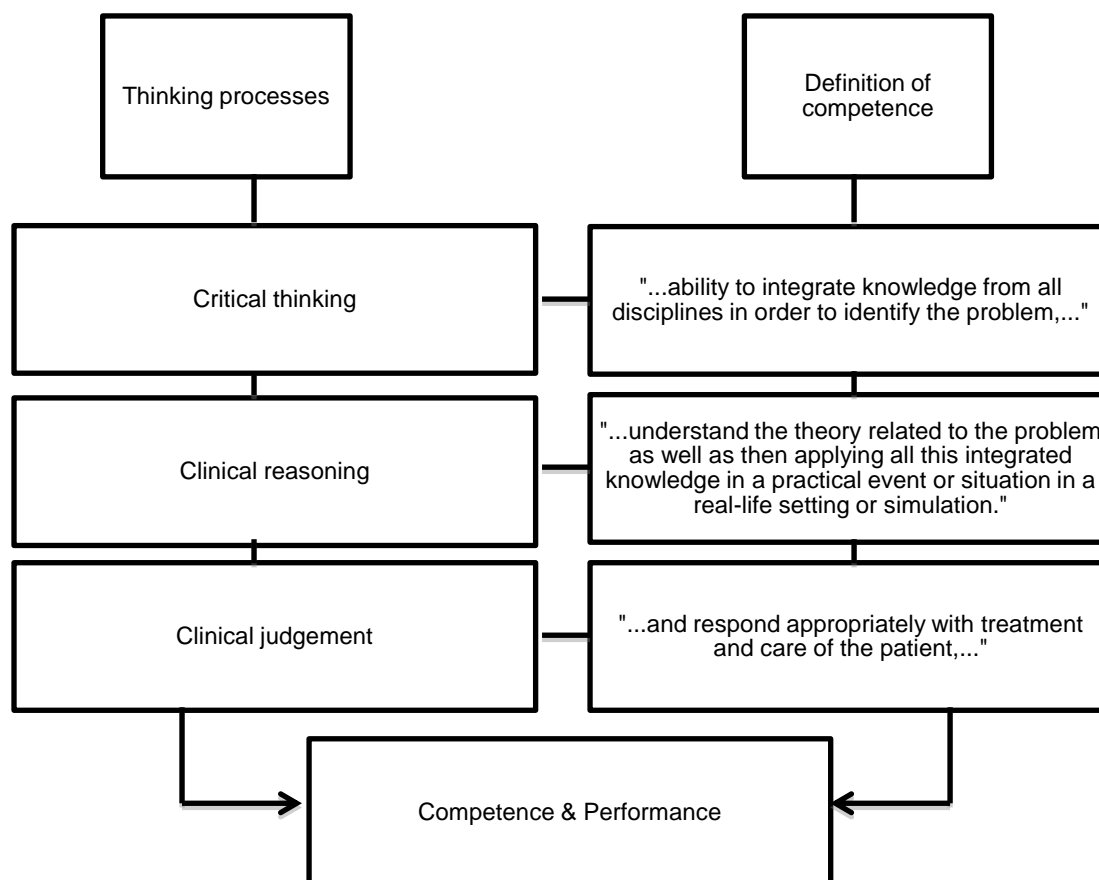 Thinking processes
Definition of
competence
Critical thinking
"...ability to integrate knowledge from all
disciplines in order to identify the problem,..."
Clinical reasoning
"...understand the theory related to the problem
as well as then applying all this integrated
knowledge in a practical event or situation in a
real-life setting or simulation."
Clinical judgement
"...and respond appropriately with treatment
and care of the patient,..."
Competence & Performance